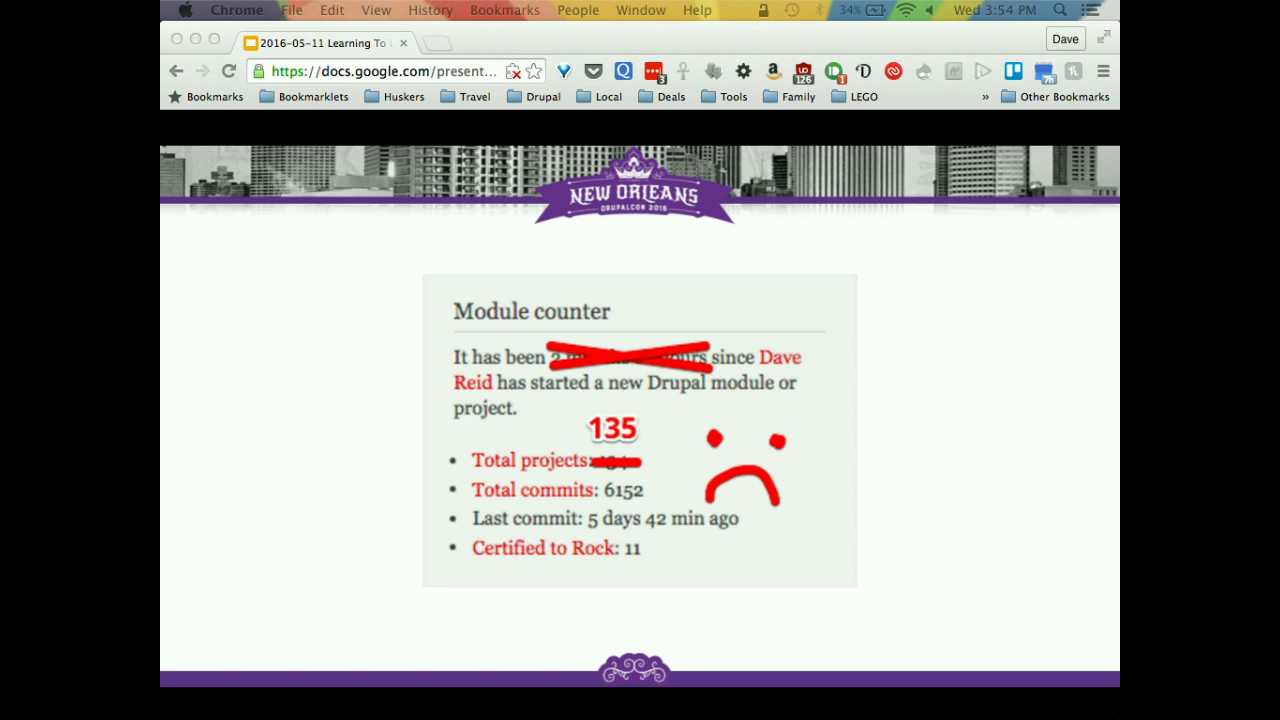 Chrome File Edit View History Bookmarks People Window Help 34% Wed 3:54 PM
2016-05-11 Learning To Dave
https://docs.google.com/present... 3 126 1
Bookmarks Bookmarklets Huskers Travel Drupal Local Deals Tools Family LEGO » Other Bookmarks
NEW ORLEANS
DRUPALCON 2016
Module counter
It has been since Dave
Reid has started a new Drupal module or
project.
135
Total projects:
Total commits: 6152
Last commit: 5 days 42 min ago
Certified to Rock: 11